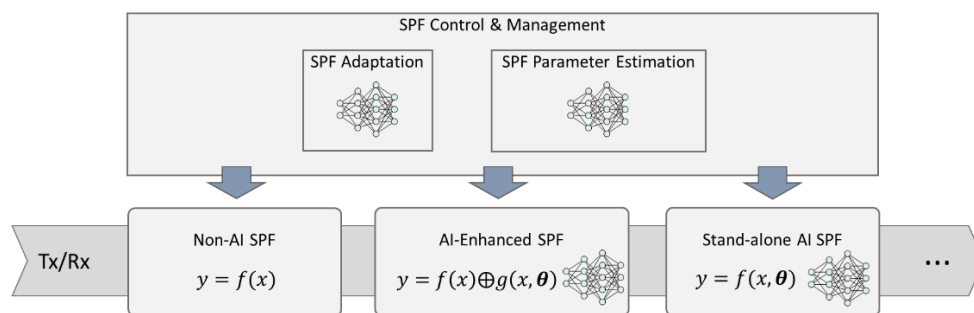 SPF Control & Management
SPF Adaptation
SPF Parameter Estimation
Tx/Rx
Non-AI SPF
y = f(x)
AI-Enhanced SPF
y = f(x)⊕g(x, θ)
Stand-alone AI SPF
y = f(x, θ)
...